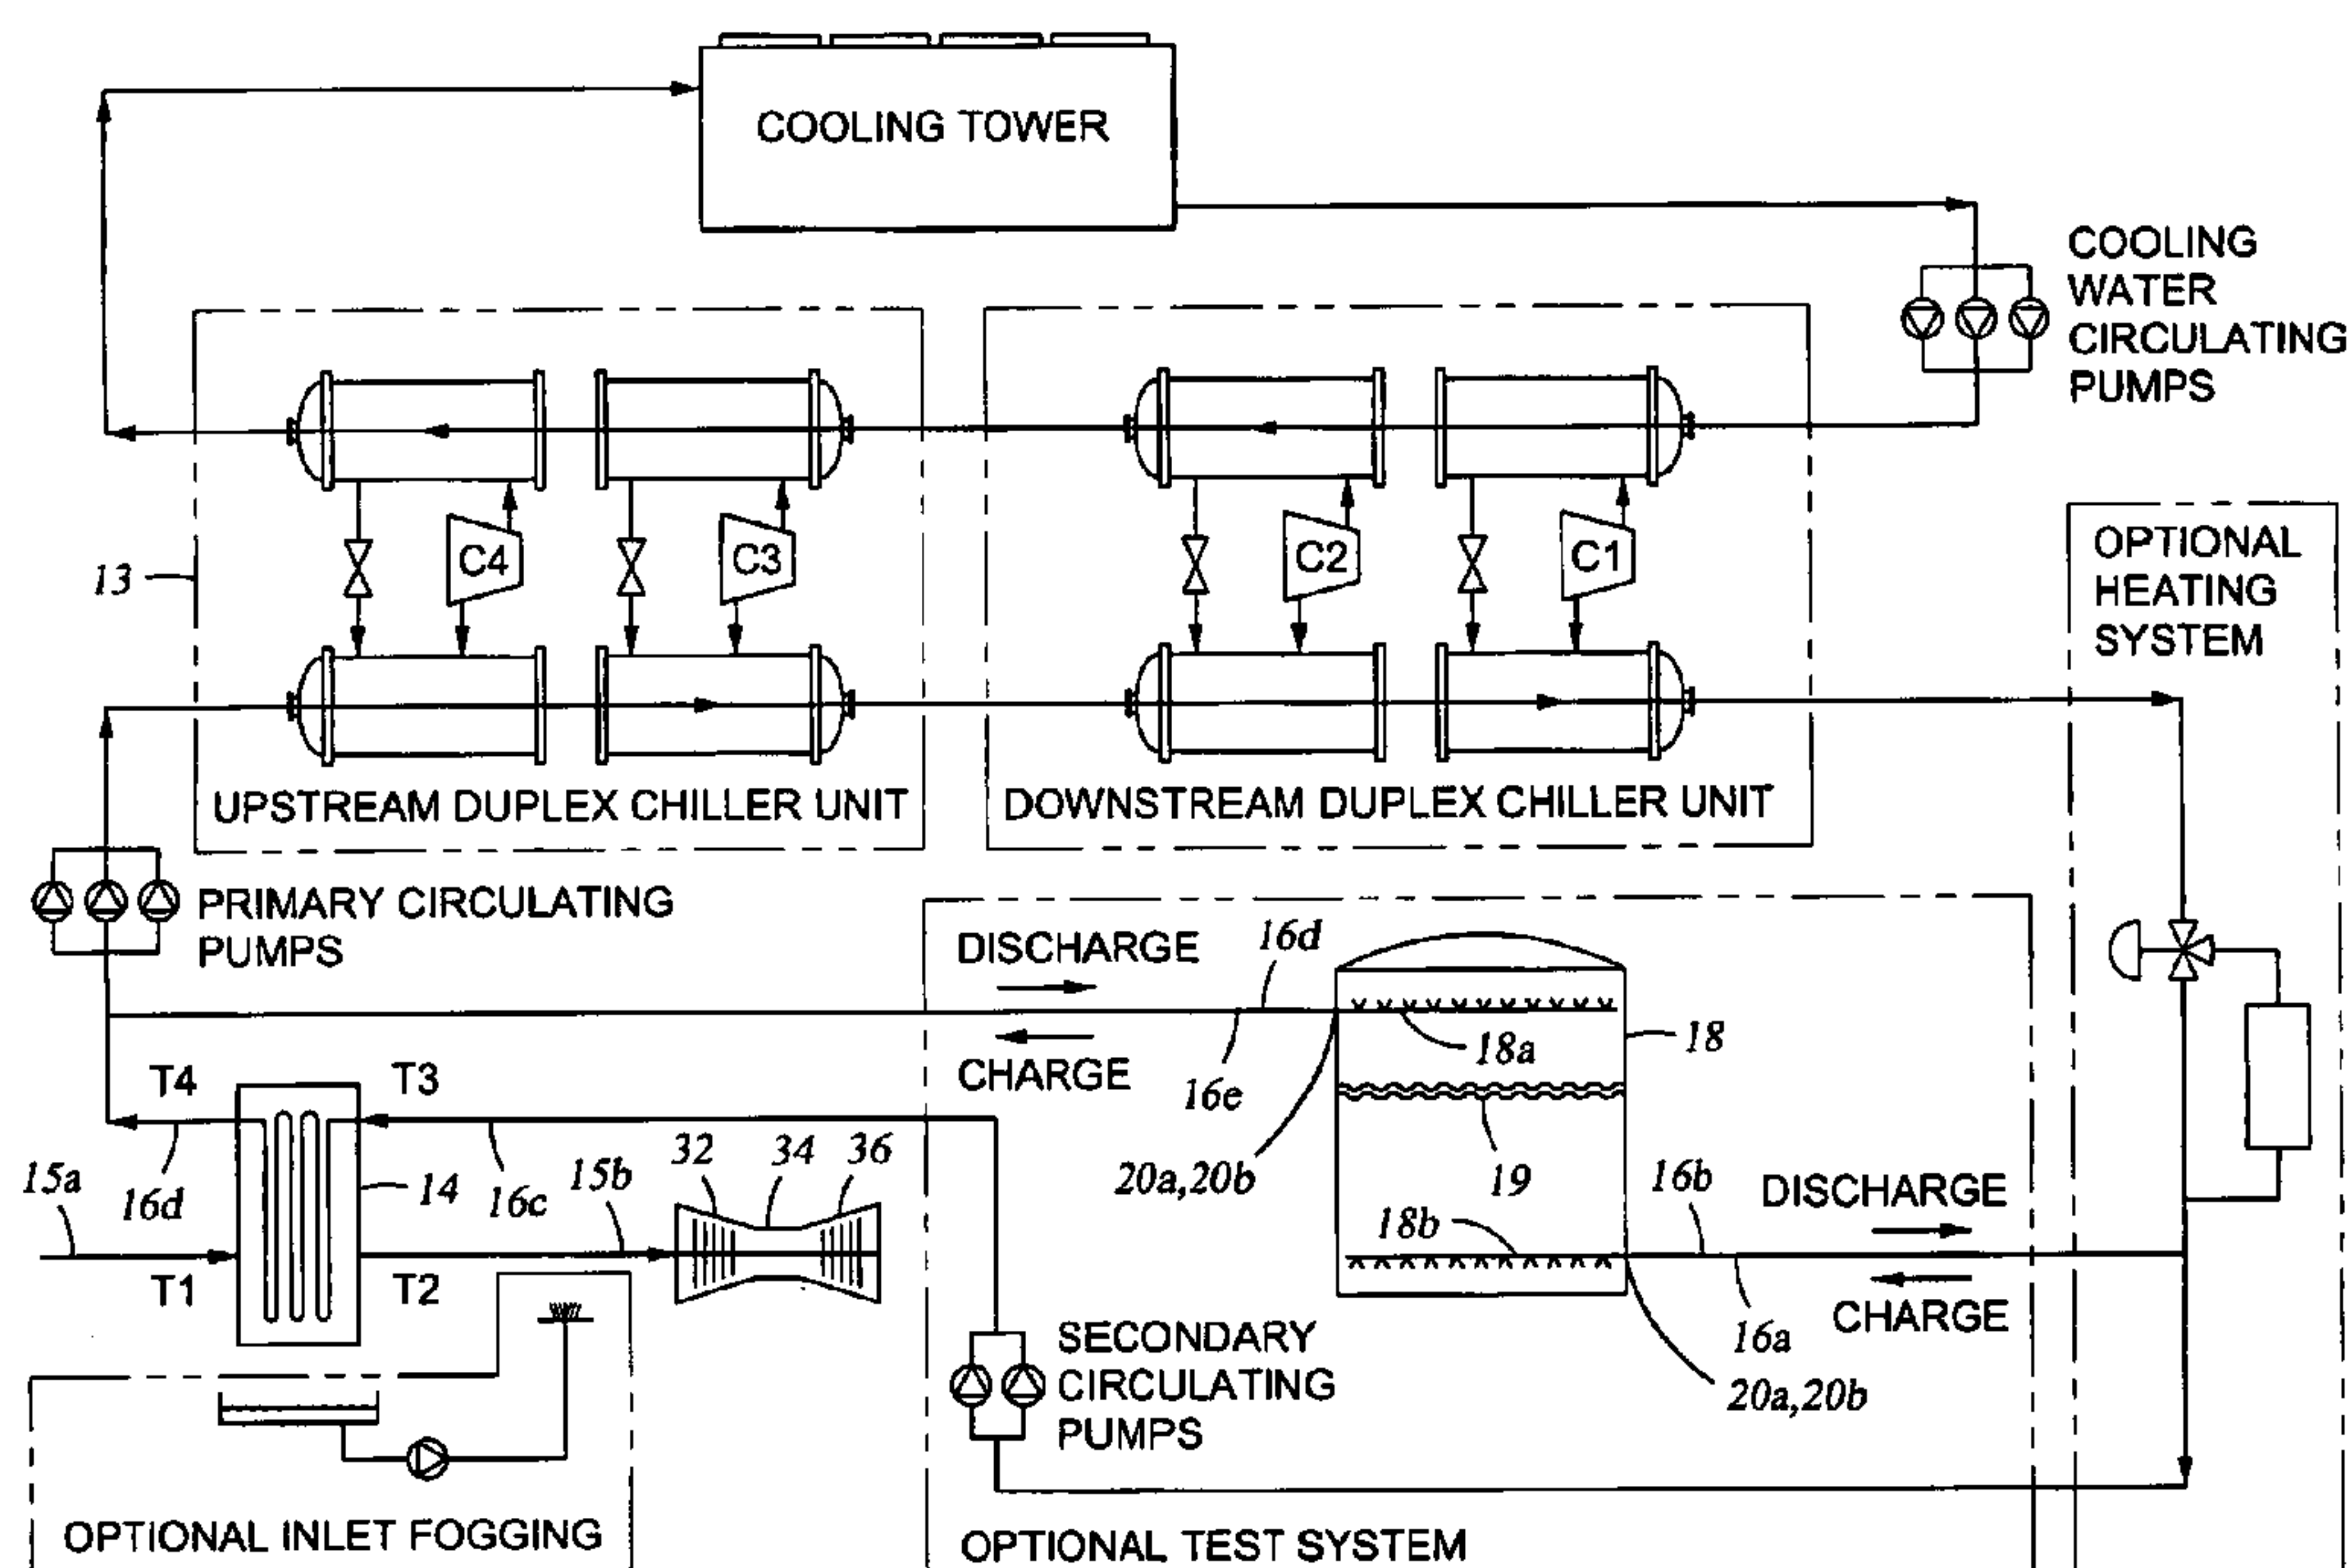 COOLING TOWER
COOLING
WATER
CIRCULATING
PUMPS
C4
C3
C2
C1
13
OPTIONAL
HEATING
SYSTEM
UPSTREAM DUPLEX CHILLER UNIT
DOWNSTREAM DUPLEX CHILLER UNIT
PRIMARY CIRCULATING
PUMPS
DISCHARGE
16d
CHARGE
16e
18a
18
T4
T3
19
20a,20b
32
34
36
15a
16d
14
16c
15b
16b
DISCHARGE
18b
T1
T2
CHARGE
16a
20a,20b
SECONDARY
CIRCULATING
PUMPS
OPTIONAL INLET FOGGING
OPTIONAL TEST SYSTEM